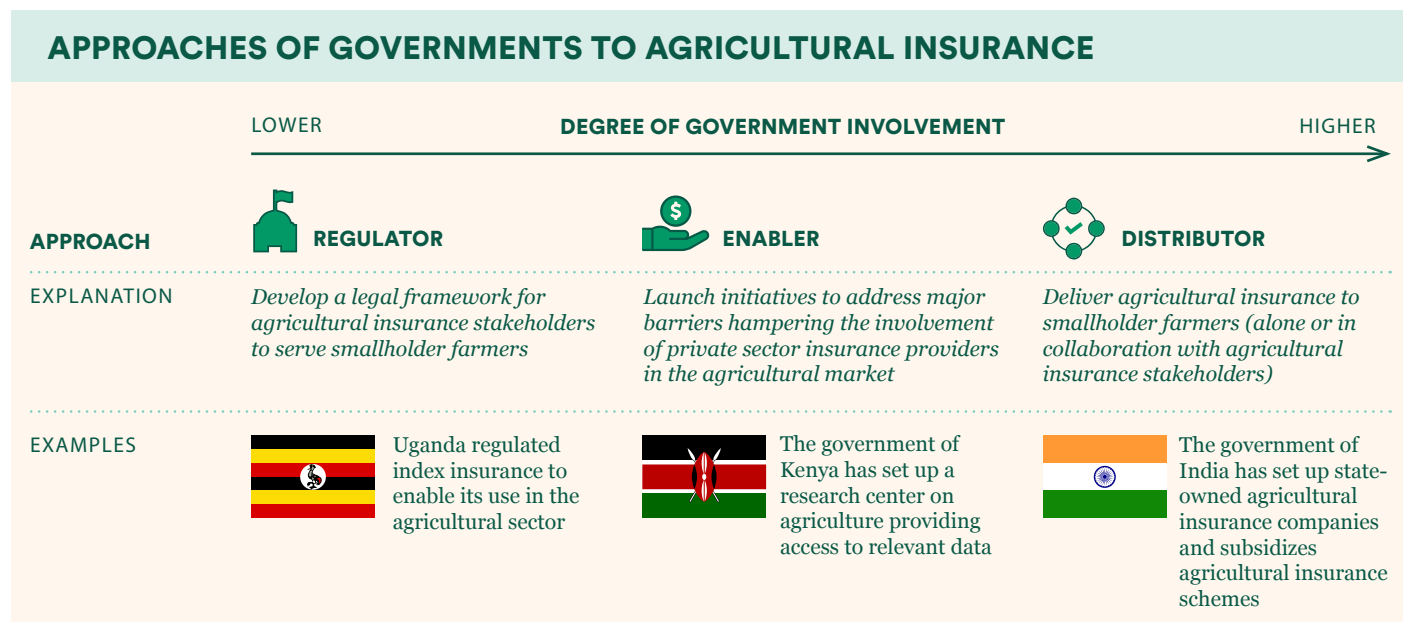 APPROACHES OF GOVERNMENTS TO AGRICULTURAL INSURANCE
LOWER
DEGREE OF GOVERNMENT INVOLVEMENT
HIGHER
APPROACH
REGULATOR
ENABLER
DISTRIBUTOR
EXPLANATION
Develop a legal framework for
agricultural insurance stakeholders
to serve smallholder farmers
Launch initiatives to address major
barriers hampering the involvement
of private sector insurance providers
in the agricultural market
Deliver agricultural insurance to
smallholder farmers (alone or in
collaboration with agricultural
insurance stakeholders)
EXAMPLES
Uganda regulated
index insurance to
enable its use in the
agricultural sector
The government of
Kenya has set up a
research center on
agriculture providing
access to relevant data
The government of
India has set up state-
owned agricultural
insurance companies
and subsidizes
agricultural insurance
schemes